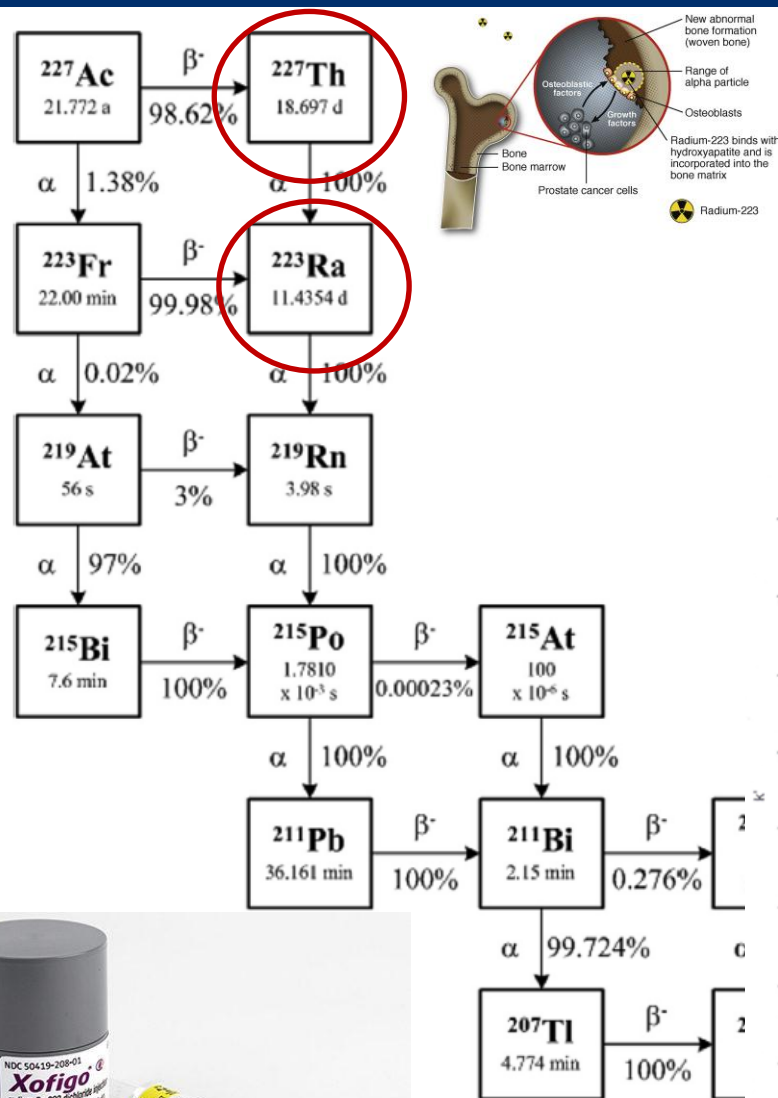 227Ac
21.772 a
β-
98.62%
227Th
18.697 d
α 1.38%
α 100%
223Fr
22.00 min
β-
99.98%
223Ra
11.4354 d
α 0.02%
α 100%
219At
56 s
β-
3%
219Rn
3.98 s
α 97%
α 100%
215Bi
7.6 min
β-
100%
215Po
1.7810
x 10-3 s
β-
0.00023%
215At
100
x 10-6 s
α 100%
α 100%
211Pb
36.161 min
β-
100%
211Bi
2.15 min
β-
0.276%
2
α 99.724%
α
207Tl
4.774 min
β-
100%
2
New abnormal
bone formation
(woven bone)
Range of
alpha particle
Osteoblastic
factors
Growth
factors
Osteoblasts
Radium-223 binds with
hydroxyapatite and is
incorporated into the
bone matrix
Bone
Bone marrow
Prostate cancer cells
Radium-223
k'
NDC 50419-208-01
Xofigo